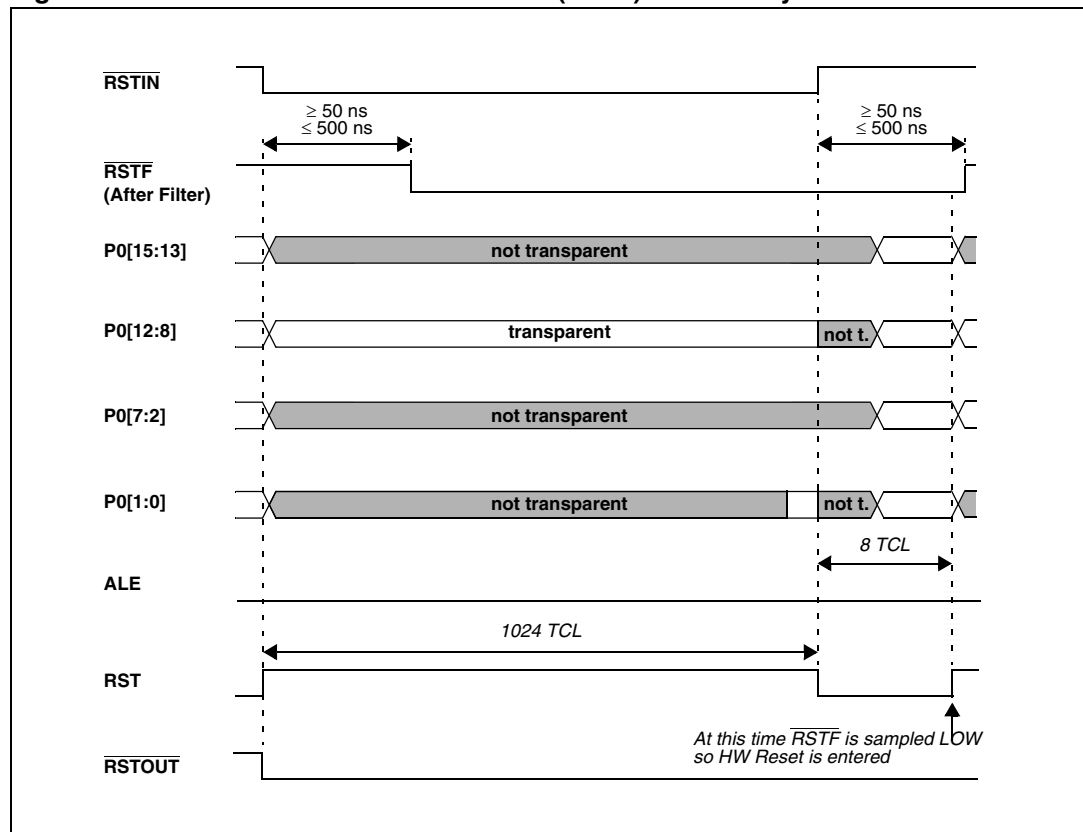 RSTIN
≥ 50 ns ≥ 50 ns
≤ 500 ns ≤ 500 ns
RSTF
(After Filter)
P0[15:13] not transparent
P0[12:8] transparent not t.
P0[7:2] not transparent
P0[1:0] not transparent not t.
8 TCL
ALE
1024 TCL
RST
At this time RSTF is sampled LOW
so HW Reset is entered
RSTOUT